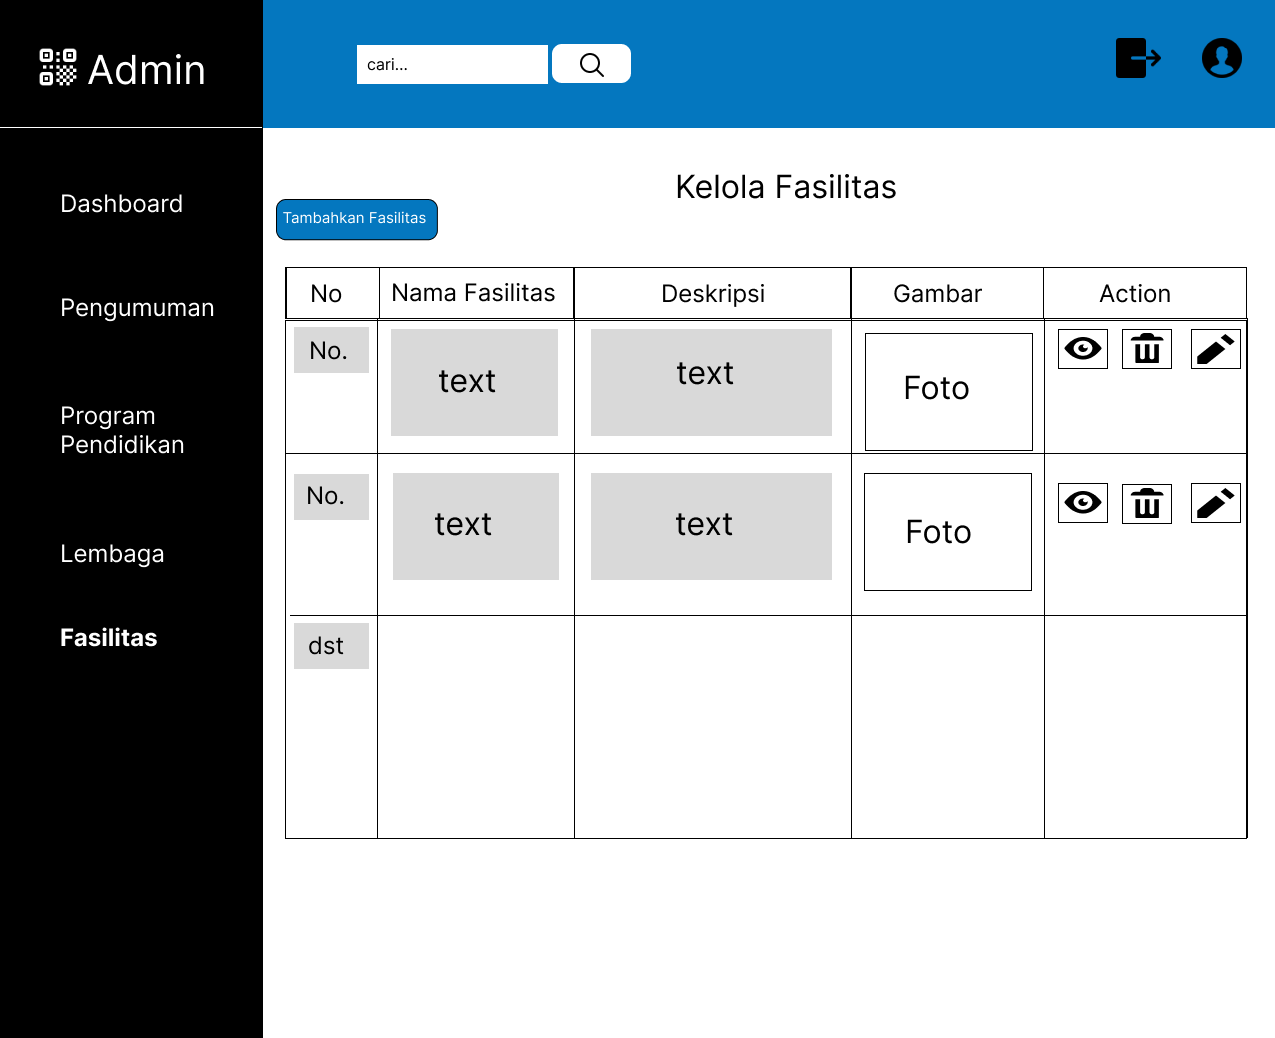 Admin
cari...
Dashboard
Pengumuman
Program
Pendidikan
Lembaga
Fasilitas
Kelola Fasilitas
Tambahkan Fasilitas
No Nama Fasilitas Deskripsi Gambar Action
No. text text Foto
No. text text Foto
dst